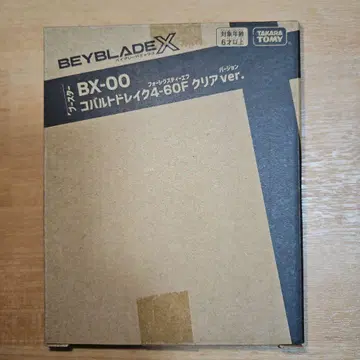 BEYBLADE X
ベイブレードエックス
対象年齢
6才以上
TAKARA
TOMY
ブースター
BX-00
フォーシックスティーエフ
バージョン
コバルトドレイク4-60F クリアver.